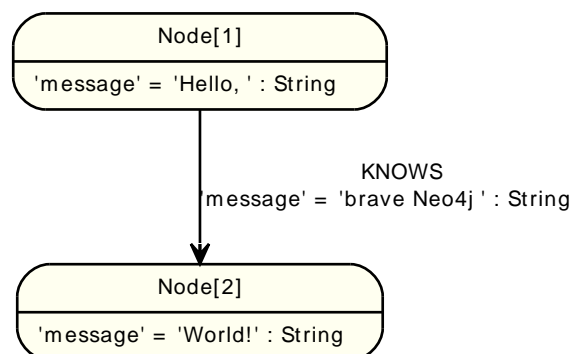 Node[1]
'message' = 'Hello, ' : String
KNOWS
'message' = 'brave Neo4j ' : String
Node[2]
'message' = 'World!' : String